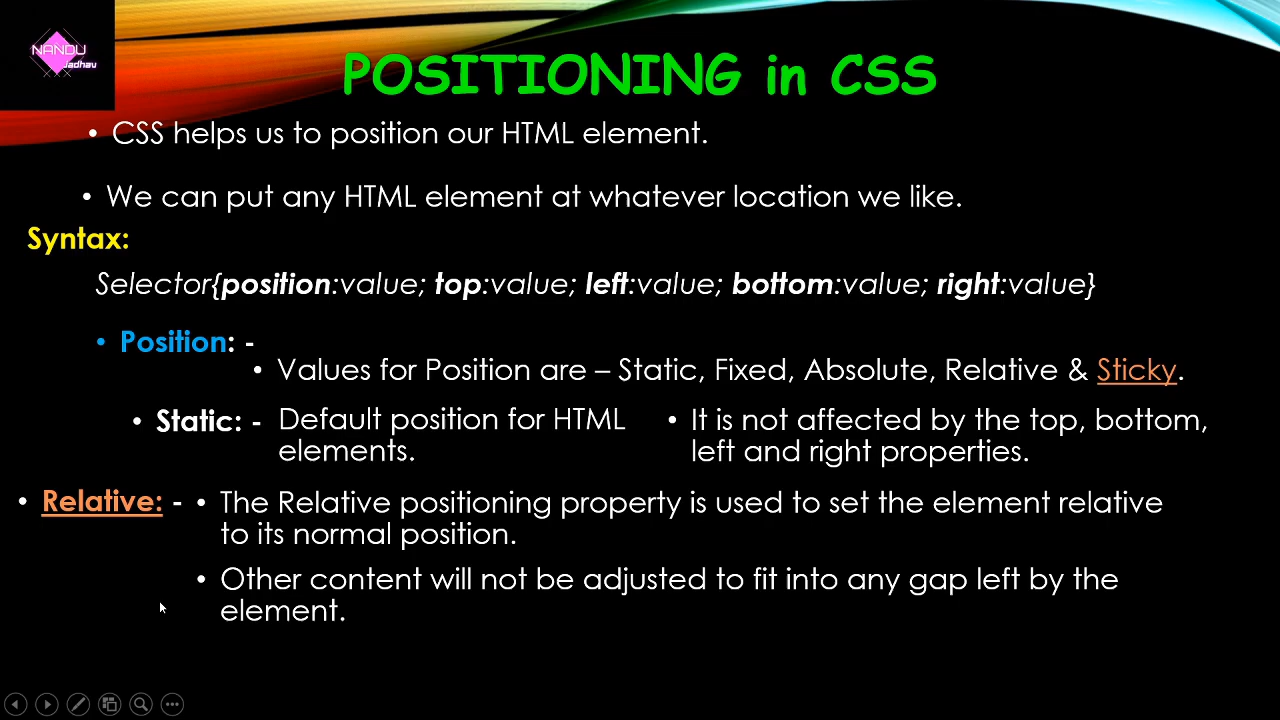 NANDU
Jadhav
POSITIONING in CSS
• CSS helps us to position our HTML element.
• We can put any HTML element at whatever location we like.
Syntax:
Selector{position:value; top:value; left:value; bottom:value; right:value}
• Position: -
• Values for Position are – Static, Fixed, Absolute, Relative & Sticky.
• Static: - Default position for HTML
elements.
• It is not affected by the top, bottom,
left and right properties.
• Relative: - • The Relative positioning property is used to set the element relative
to its normal position.
• Other content will not be adjusted to fit into any gap left by the
element.